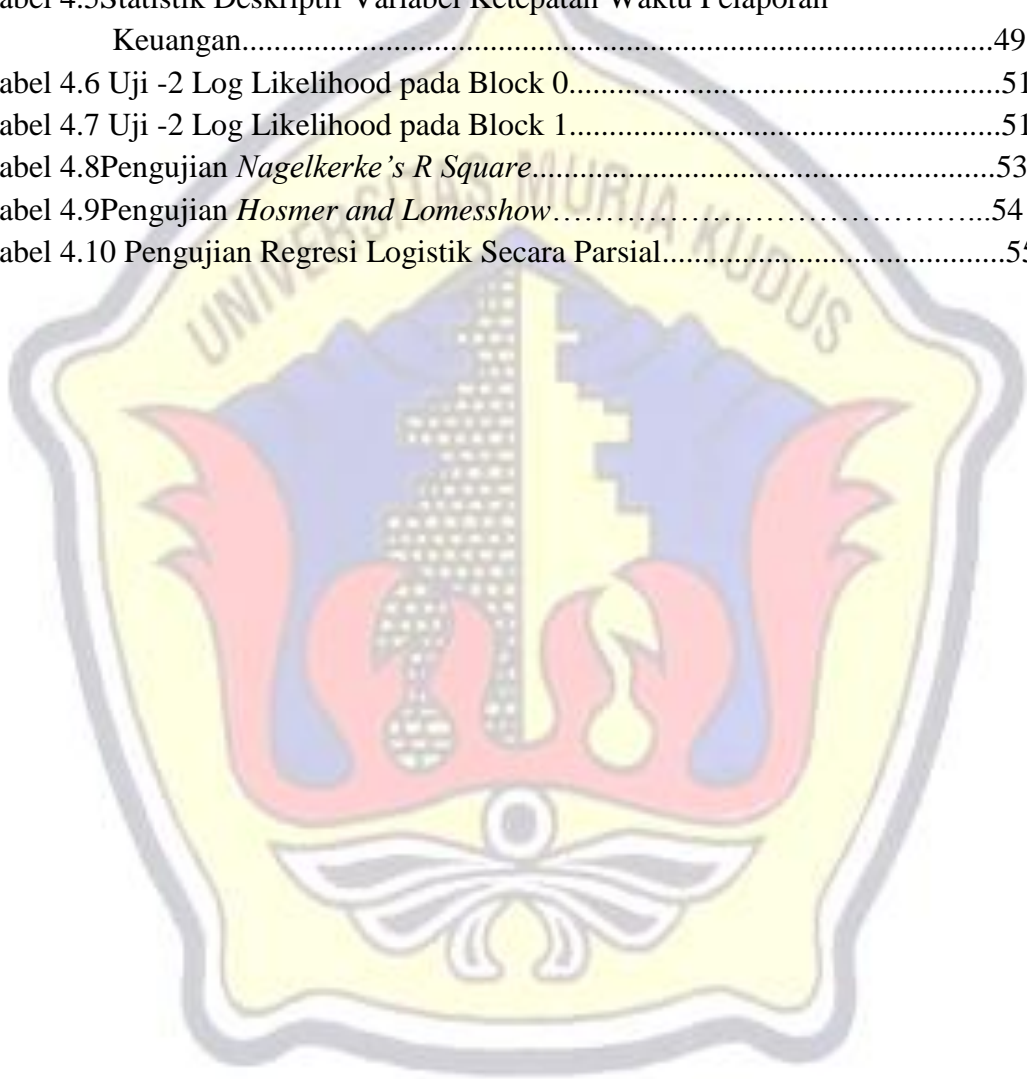 abel 4.5Statistik Deskriptif Variabel Ketepatan Waktu Pelaporan
Keuangan.............................................................................................49
abel 4.6 Uji -2 Log Likelihood pada Block 0......................................................51
abel 4.7 Uji -2 Log Likelihood pada Block 1......................................................51
abel 4.8Pengujian Nagelkerke’s R Square.............................................................53
abel 4.9Pengujian Hosmer and Lomesshow……………………………………...54
abel 4.10 Pengujian Regresi Logistik Secara Parsial...........................................55
UNIVERSITAS MURIA KUDUS